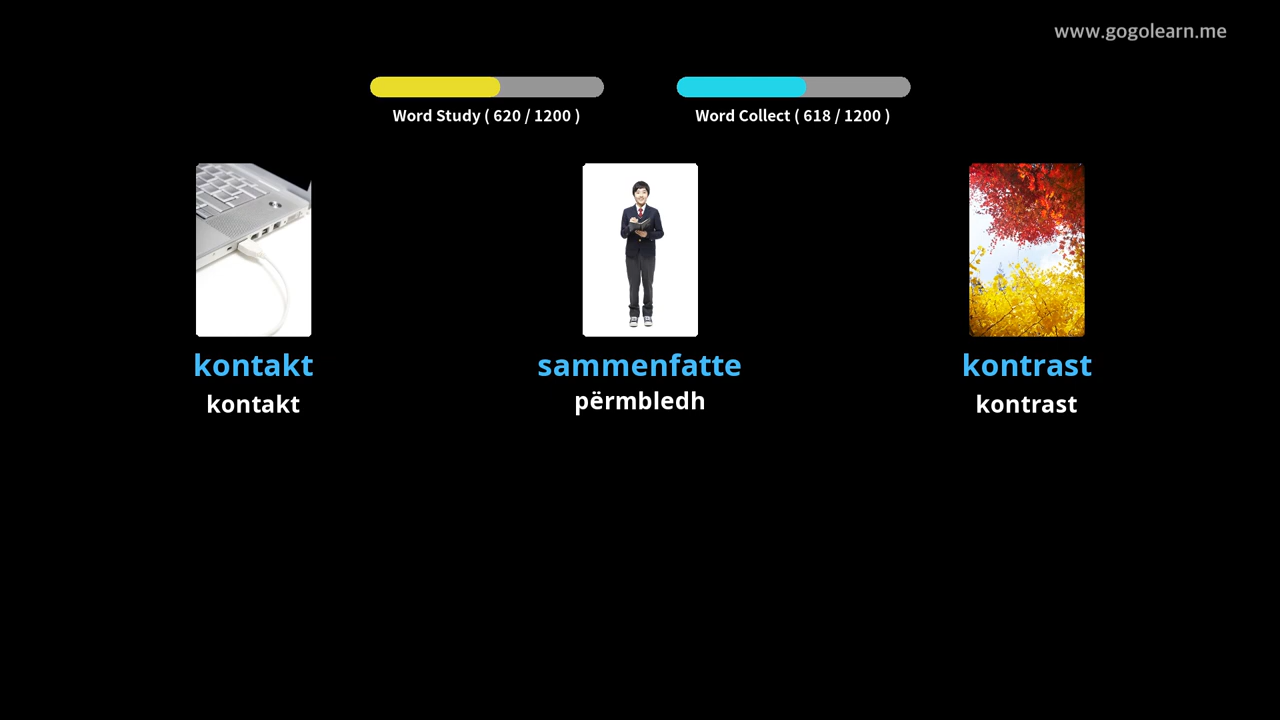 www.gogolearn.me
Word Study ( 620 / 1200 )
Word Collect ( 618 / 1200 )
kontakt
kontakt
sammenfatte
përmbledh
kontrast
kontrast